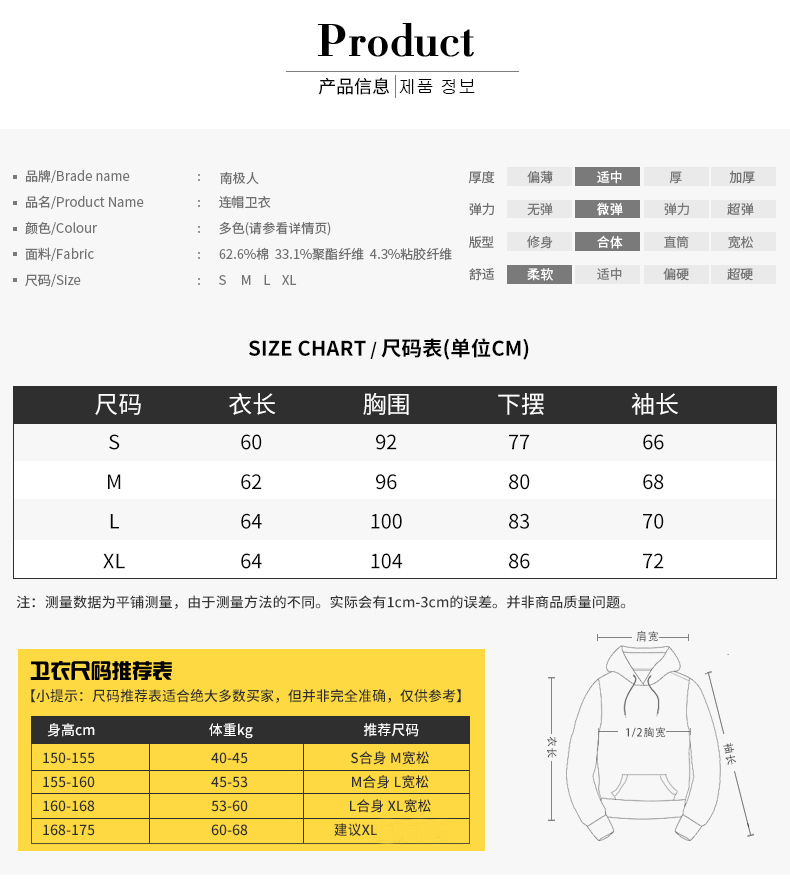 Product
产品信息 제품 정보
品牌/Brade name : 南极人
品名/Product Name : 连帽卫衣
颜色/Colour : 多色(请参看详情页)
面料/Fabric : 62.6%棉 33.1%聚酯纤维 4.3%粘胶纤维
尺码/Size : S M L XL
厚度 偏薄 适中 厚 加厚
弹力 无弹 微弹 弹力 超弹
版型 修身 合体 直筒 宽松
舒适 柔软 适中 偏硬 超硬
SIZE CHART / 尺码表(单位CM)
尺码 衣长 胸围 下摆 袖长
S 60 92 77 66
M 62 96 80 68
L 64 100 83 70
XL 64 104 86 72
注：测量数据为平铺测量，由于测量方法的不同。实际会有1cm-3cm的误差。并非商品质量问题。
卫衣尺码推荐表
【小提示：尺码推荐表适合绝大多数买家，但并非完全准确，仅供参考】
身高cm 体重kg 推荐尺码
150-155 40-45 S合身 M宽松
155-160 45-53 M合身 L宽松
160-168 53-60 L合身 XL宽松
168-175 60-68 建议XL
肩宽
1/2胸宽
衣长
袖长